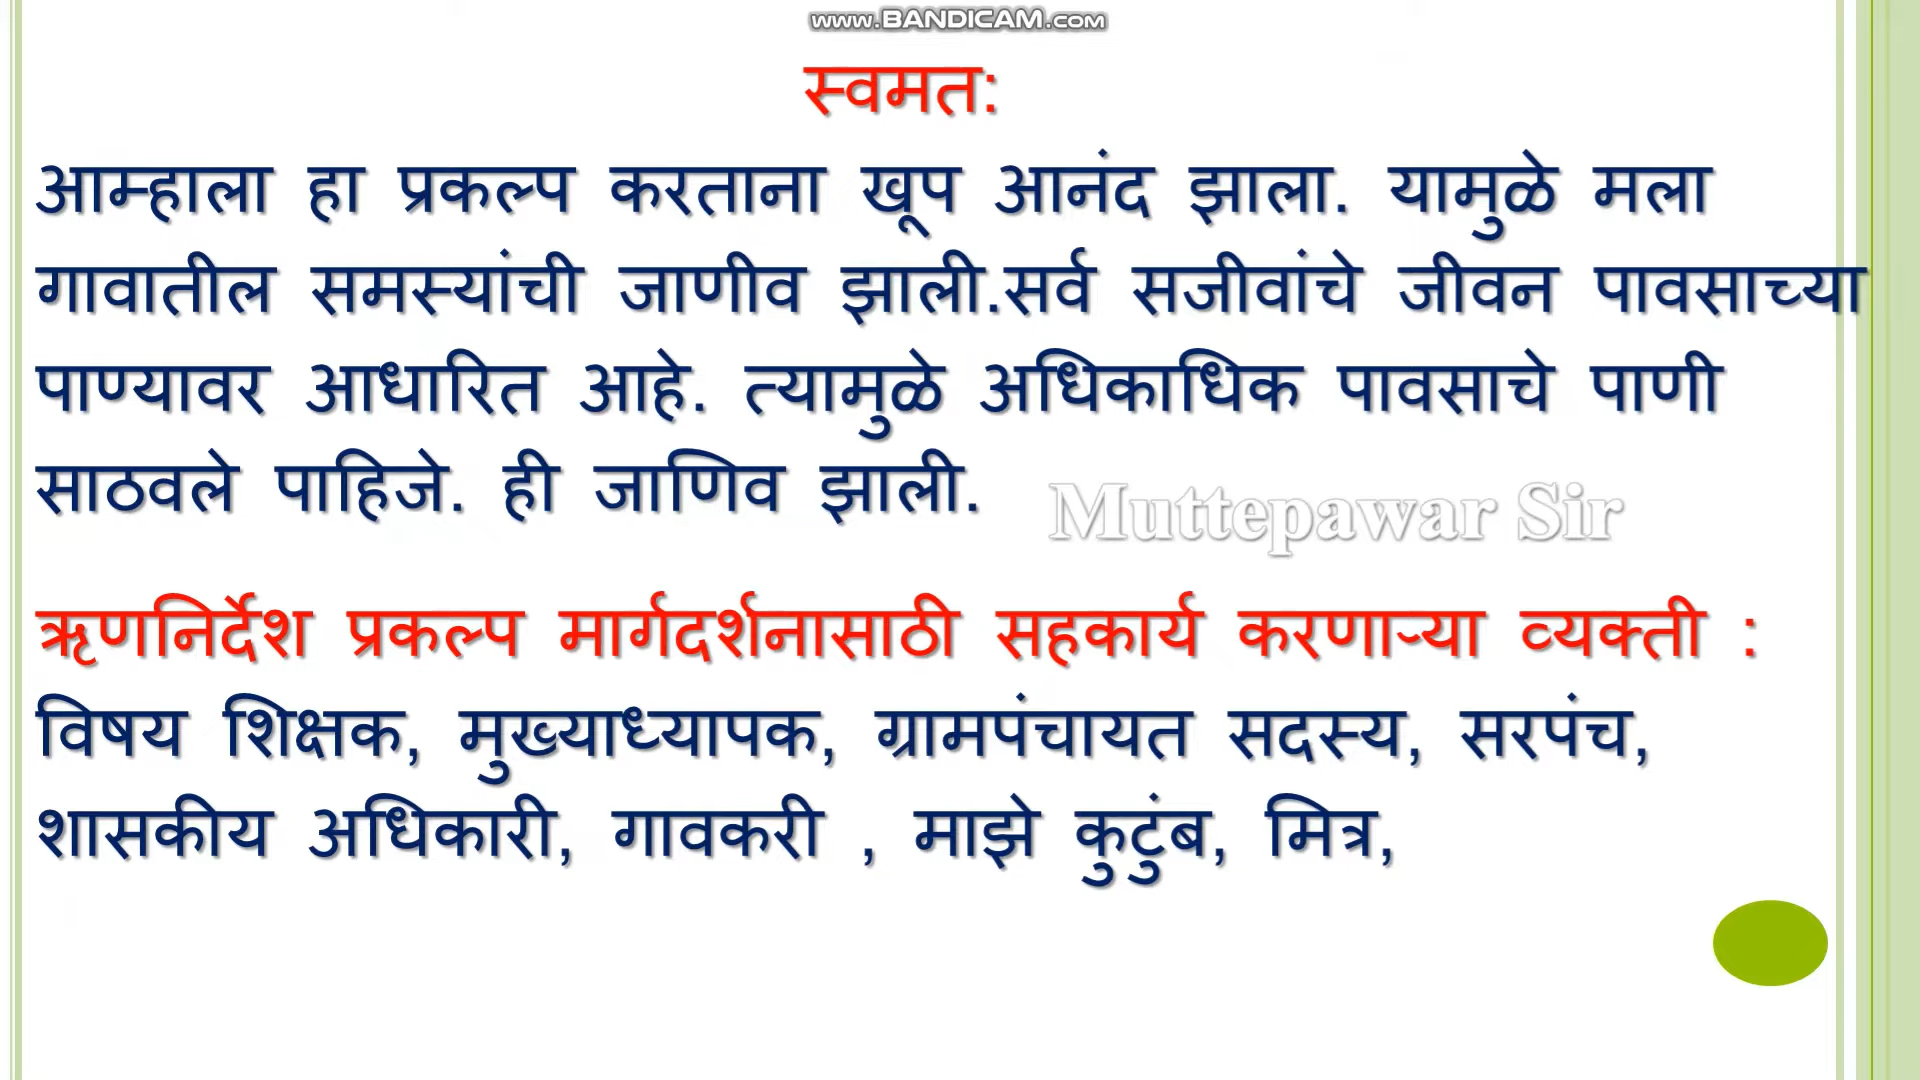 www.BANDICAM.com
स्वमत:
आम्हाला हा प्रकल्प करताना खूप आनंद झाला. यामुळे मला
गावातील समस्यांची जाणीव झाली.सर्व सजीवांचे जीवन पावसाच्या
पाण्यावर आधारित आहे. त्यामुळे अधिकाधिक पावसाचे पाणी
साठवले पाहिजे. ही जाणिव झाली.
Muttepawar Sir
ऋणनिर्देश प्रकल्प मार्गदर्शनासाठी सहकार्य करणाऱ्या व्यक्ती :
विषय शिक्षक, मुख्याध्यापक, ग्रामपंचायत सदस्य, सरपंच,
शासकीय अधिकारी, गावकरी , माझे कुटुंब, मित्र,